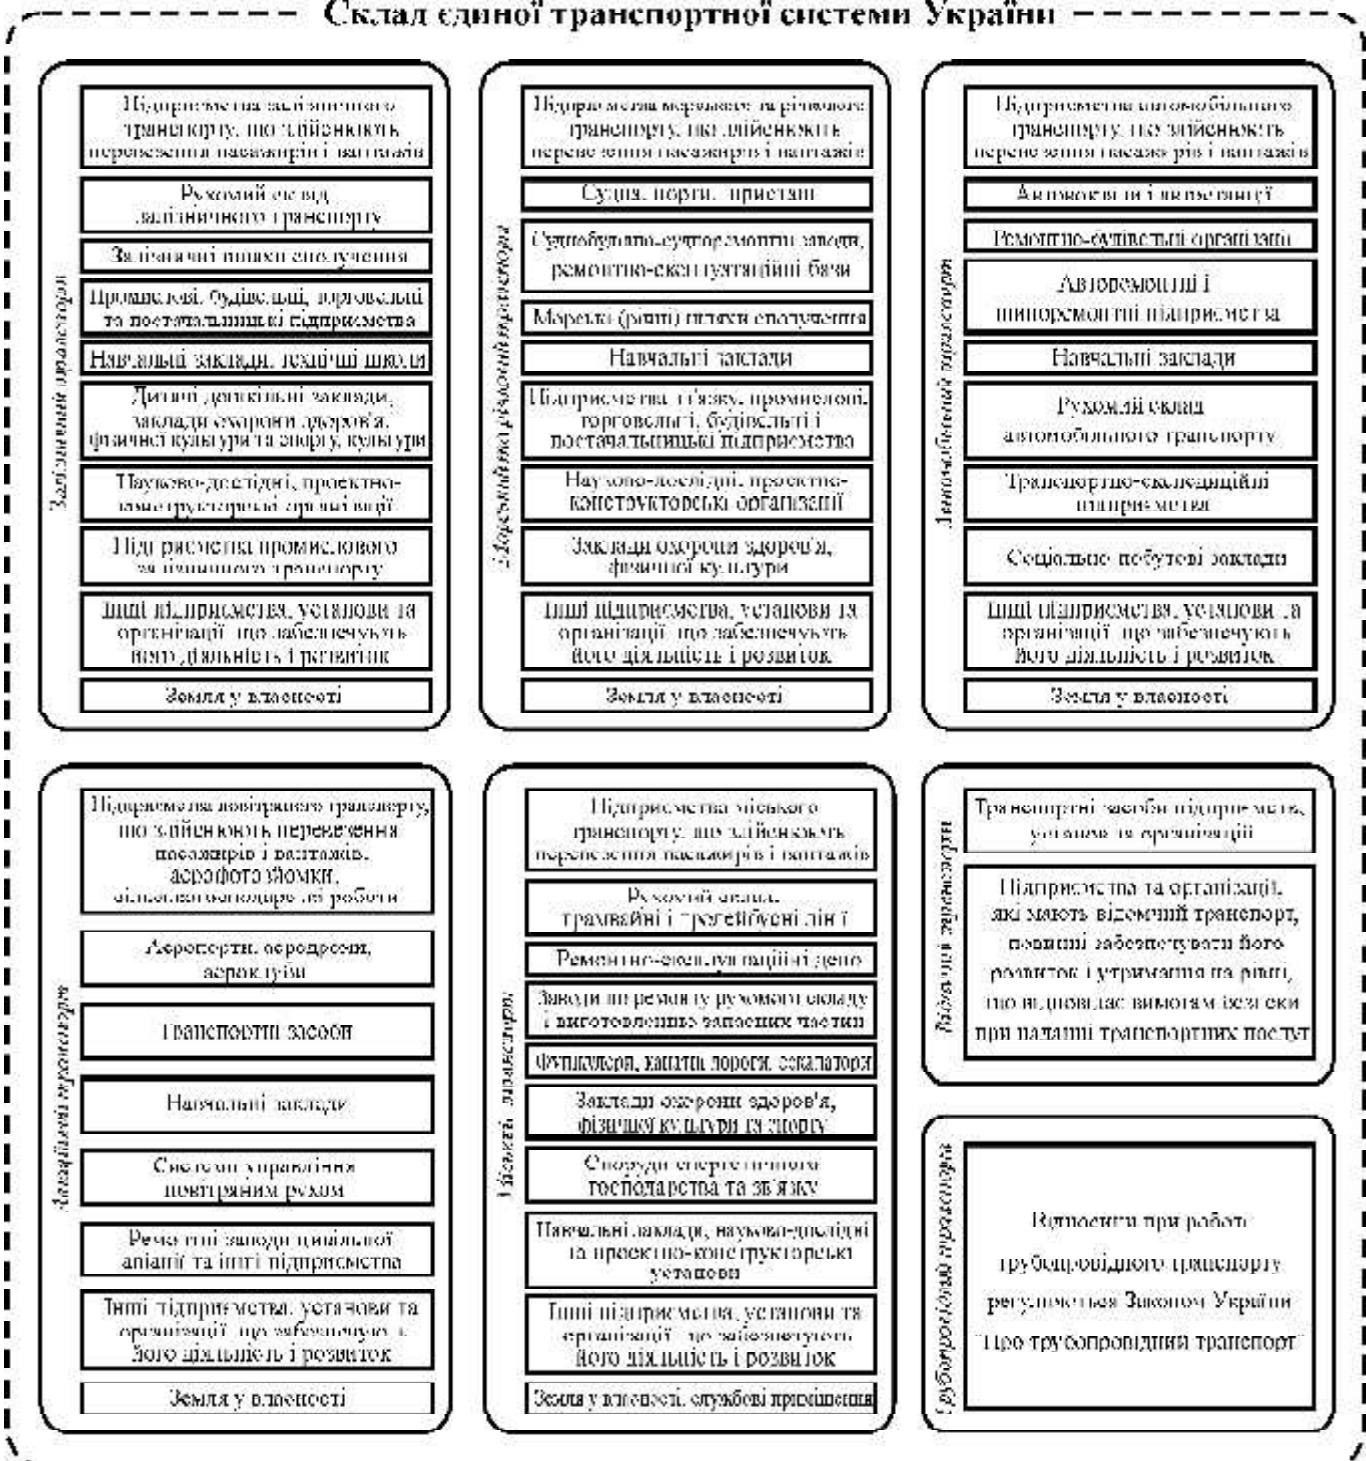 Склад єдиної транспортної системи України
Залізничний транспорт
Підприємства залізничного
транспорту, що здійснюють
перевезення пасажирів і вантажів
Рухомий склад
залізничного транспорту
Залізничні шляхи сполучення
Промислові, будівельні, торговельні
та постачальницькі підприємства
Навчальні заклади, технічні школи
Дитячі дошкільні заклади,
заклади охорони здоров'я,
фізичної культури та спорту, культури
Науково-дослідні, проектно-
конструкторські організації
Підприємства промислового
залізничного транспорту
Інші підприємства, установи та
організації, що забезпечують
його діяльність і розвиток
Земля у власності
Морський та річковий транспорт
Підприємства морського та річкового
транспорту, що здійснюють
перевезення пасажирів і вантажів
Судна, порти, пристані
Суднобудівно-судноремонтні заводи,
ремонтно-експлуатаційні бази
Морські (річні) шляхи сполучення
Навчальні заклади
Підприємства зв'язку, промислові,
торговельні, будівельні і
постачальницькі підприємства
Науково-дослідні, проектно-
конструкторські організації
Заклади охорони здоров'я,
фізичної культури
Інші підприємства, установи та
організації, що забезпечують
його діяльність і розвиток
Земля у власності
Автомобільний транспорт
Підприємства автомобільного
транспорту, що здійснюють
перевезення пасажирів і вантажів
Автовокзали і автостанції
Ремонтно-будівельні організації
Авторемонтні і
шиноремонтні підприємства
Навчальні заклади
Рухомий склад
автомобільного транспорту
Транспортно-експедиційні
підприємства
Соціально-побутові заклади
Інші підприємства, установи та
організації, що забезпечують
його діяльність і розвиток
Земля у власності
Авіаційний транспорт
Підприємства повітряного транспорту,
що здійснюють перевезення
пасажирів і вантажів,
аерофотозйомки,
сільськогосподарські роботи
Аеропорти, аеродроми,
аероклуби
Транспортні засоби
Навчальні заклади
Системи управління
повітряним рухом
Ремонтні заводи цивільної
авіації та інші підприємства
Інші підприємства, установи та
організації, що забезпечують
його діяльність і розвиток
Земля у власності
Міський транспорт
Підприємства міського
транспорту, що здійснюють
перевезення пасажирів і вантажів
Рухомий склад,
трамвайні і тролейбусні лінії
Ремонтно-експлуатаційні депо
Заводи по ремонту рухомого складу
і виготовленню запасних частин
Фунікулери, канатні дороги, ескалатори
Заклади охорони здоров'я,
фізичної культури та спорту
Споруди енергетичного
господарства та зв'язку
Навчальні заклади, науково-дослідні
та проектно-конструкторські
установи
Інші підприємства, установи та
організації, що забезпечують
його діяльність і розвиток
Земля у власності, службові приміщення
Відомчий транспорт
Транспортні засоби підприємств,
установ та організацій
Підприємства та організації,
які мають відомчий транспорт,
повинні забезпечувати його
розвиток і утримання на рівні,
що відповідає вимогам безпеки
при наданні транспортних послуг
Трубопровідний транспорт
Відносини при роботі
трубопровідного транспорту
регулюється Законом України
"Про трубопровідний транспорт"